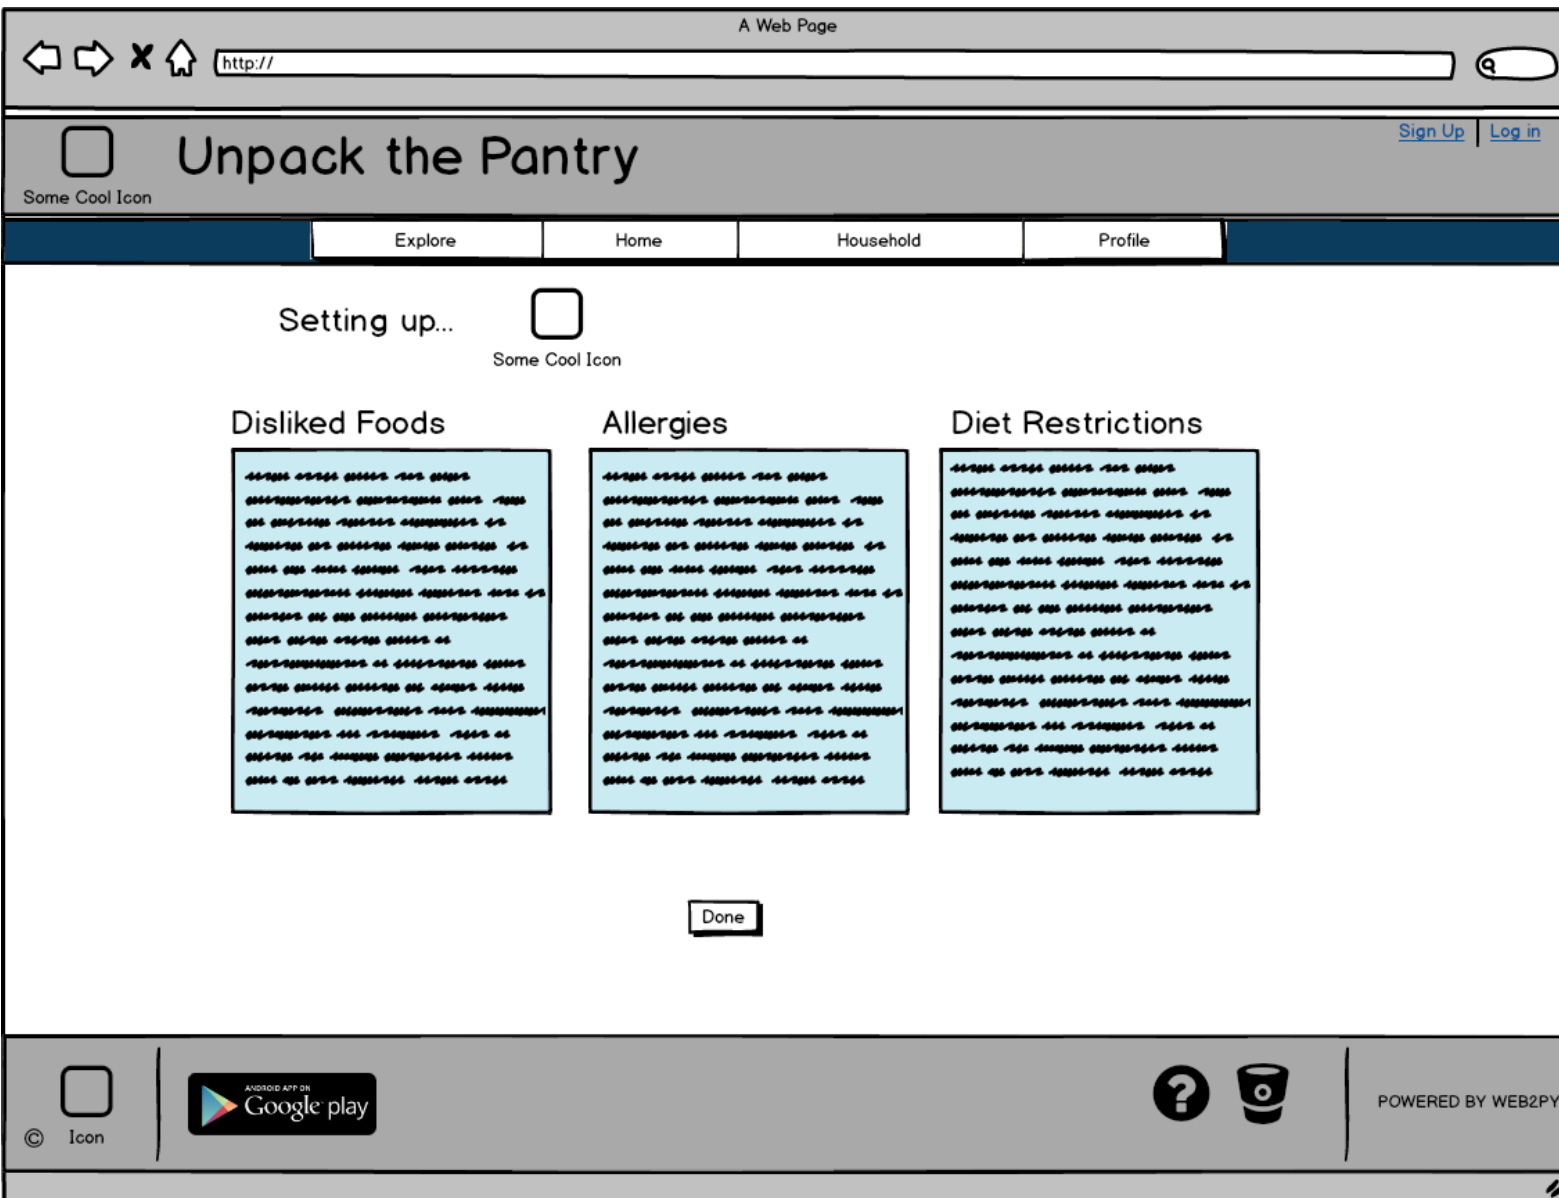 A Web Page
http://
Sign Up
Log in
Unpack the Pantry
Some Cool Icon
Explore
Home
Household
Profile
Setting up...
Some Cool Icon
Disliked Foods
Allergies
Diet Restrictions
Done
ANDROID APP ON
Google play
POWERED BY WEB2PY
© Icon